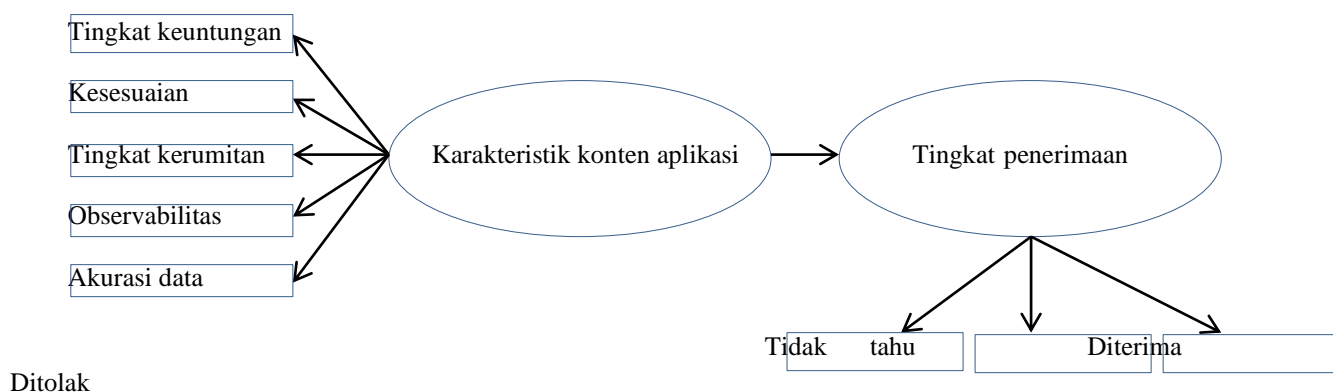 Tingkat keuntungan
Kesesuaian
Tingkat kerumitan
Karakteristik konten aplikasi
Tingkat penerimaan
Observabilitas
Akurasi data
Tidak tahu
Diterima
Ditolak